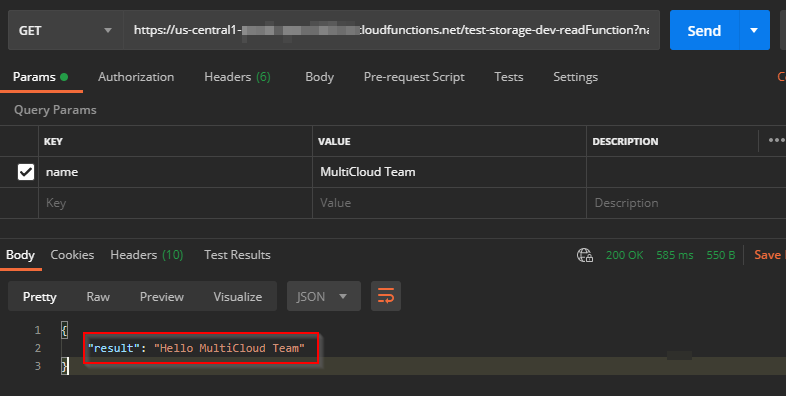 GET https://us-central1- cloudfunctions.net/test-storage-dev-readFunction?na Send
Params Authorization Headers (6) Body Pre-request Script Tests Settings
Query Params
KEY VALUE DESCRIPTION
name MultiCloud Team
Key Value Description
Body Cookies Headers (10) Test Results 200 OK 585 ms 550 B Save
Pretty Raw Preview Visualize JSON
1 {
2 "result": "Hello MultiCloud Team"
3 }